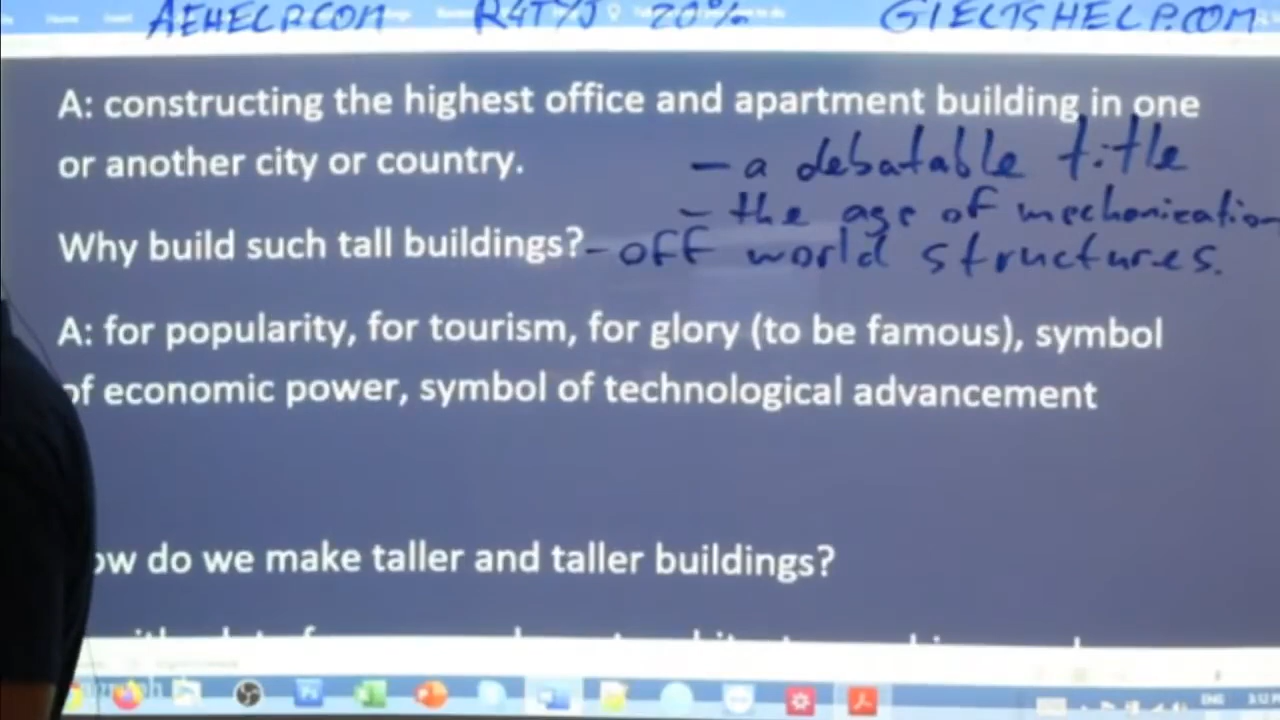 AEHELP.COM R4TYJ 20% GIELTSHELP.COM
A: constructing the highest office and apartment building in one
or another city or country.
- a debatable title
- the age of mechanization
Why build such tall buildings?
- off world structures.
A: for popularity, for tourism, for glory (to be famous), symbol
of economic power, symbol of technological advancement
ow do we make taller and taller buildings?
ENG 3:12 P